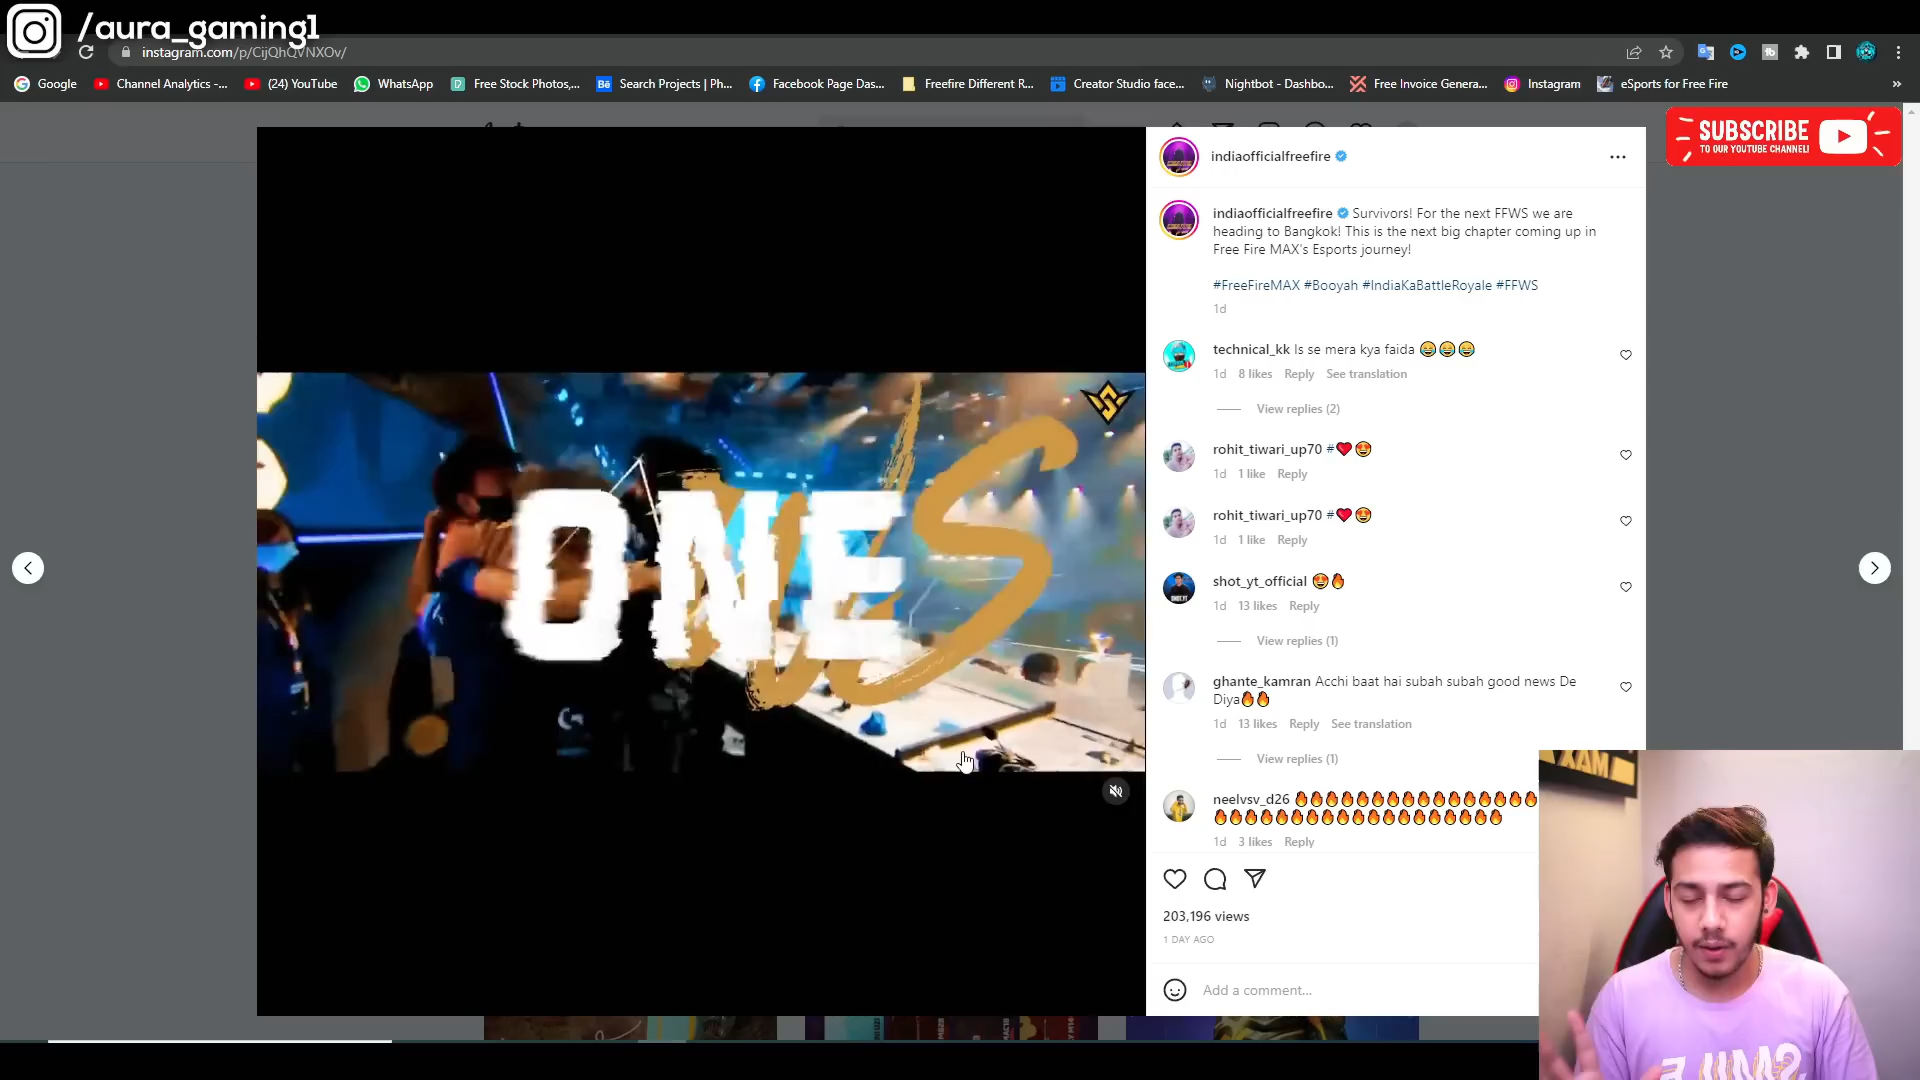 /aura_gaming1
instagram.com/p/CijQhQVNXOv/
Google
Channel Analytics -...
(24) YouTube
WhatsApp
Free Stock Photos,...
Search Projects | Ph...
Facebook Page Das...
Freefire Different R...
Creator Studio face...
Nightbot - Dashbo...
Free Invoice Genera...
Instagram
eSports for Free Fire
SUBSCRIBE
TO OUR YOUTUBE CHANNEL!
indiaofficialfreefire
indiaofficialfreefire Survivors! For the next FFWS we are
heading to Bangkok! This is the next big chapter coming up in
Free Fire MAX's Esports journey!
#FreeFireMAX #Booyah #IndiaKaBattleRoyale #FFWS
1d
technical_kk Is se mera kya faida 😂😂😂
1d 8 likes Reply See translation
View replies (2)
rohit_tiwari_up70 #❤️😍
1d 1 like Reply
rohit_tiwari_up70 #❤️😍
1d 1 like Reply
shot_yt_official 😍🔥
1d 13 likes Reply
View replies (1)
ghante_kamran Acchi baat hai subah subah good news De
Diya🔥🔥
1d 13 likes Reply See translation
View replies (1)
neelvsv_d26 🔥🔥🔥🔥🔥🔥🔥🔥🔥🔥🔥🔥🔥🔥🔥🔥
🔥🔥🔥🔥🔥🔥🔥🔥🔥🔥🔥🔥🔥🔥🔥🔥🔥🔥🔥
1d 3 likes Reply
203,196 views
1 DAY AGO
Add a comment...
ONE
MAX
SMILE